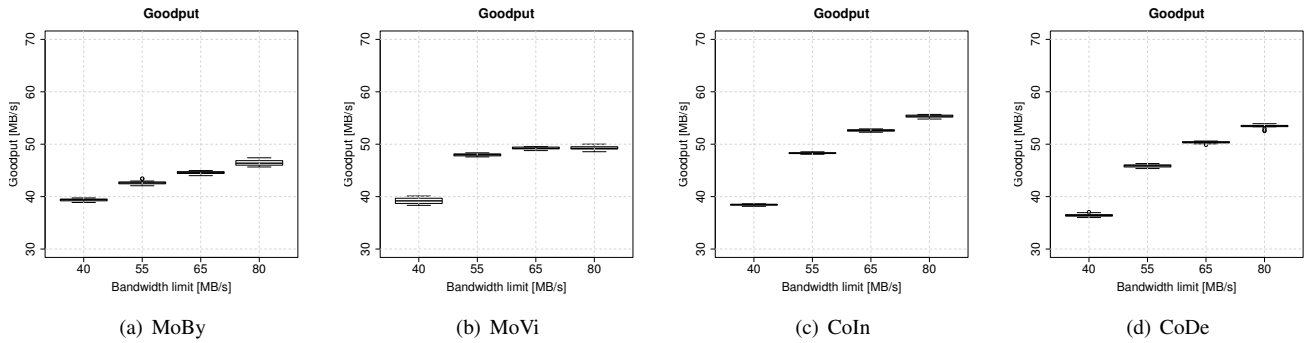 Goodput
Goodput [MB/s]
70
60
50
40
30
40 55 65 80
Bandwidth limit [MB/s]
(a) MoBy
Goodput
Goodput [MB/s]
70
60
50
40
30
40 55 65 80
Bandwidth limit [MB/s]
(b) MoVi
Goodput
Goodput [MB/s]
70
60
50
40
30
40 55 65 80
Bandwidth limit [MB/s]
(c) CoIn
Goodput
Goodput [MB/s]
70
60
50
40
30
40 55 65 80
Bandwidth limit [MB/s]
(d) CoDe